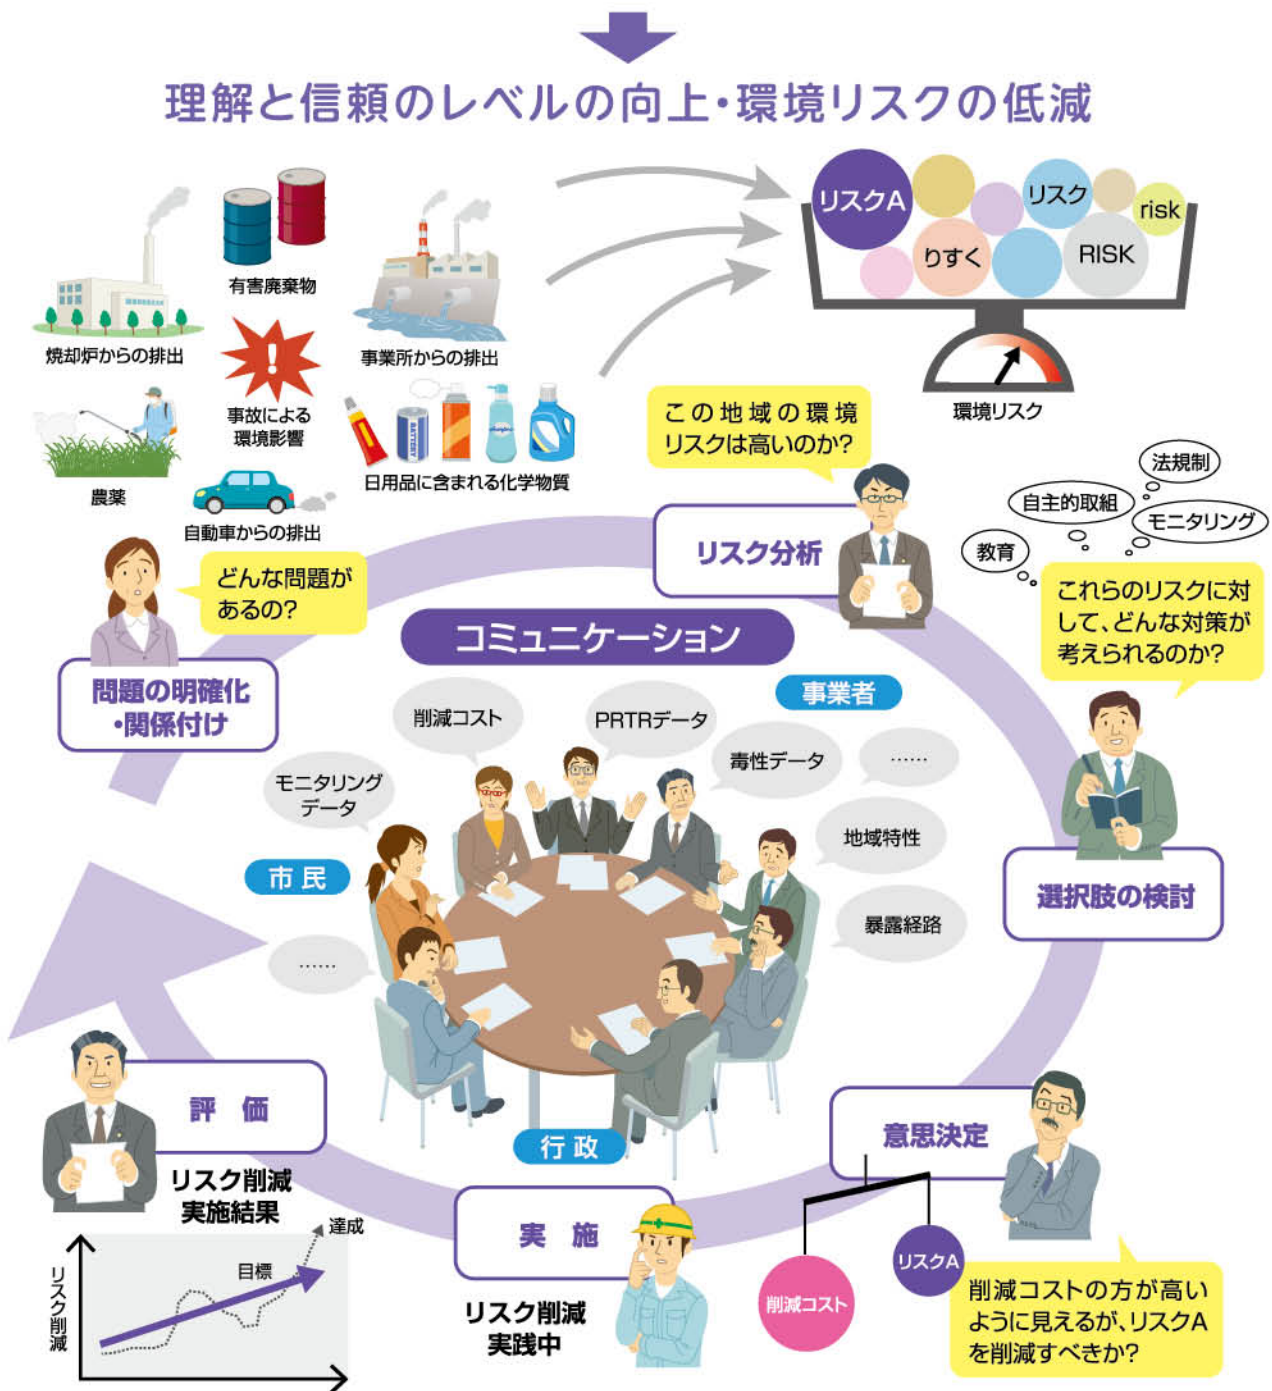 理解と信頼のレベルの向上・環境リスクの低減
リスクA
リスク
risk
りすく
RISK
環境リスク
有害廃棄物
焼却炉からの排出
事業所からの排出
!
事故による
環境影響
BATTERY
農薬
日用品に含まれる化学物質
自動車からの排出
この地域の環境
リスクは高いのか?
法規制
自主的取組
モニタリング
教育
リスク分析
どんな問題が
あるの?
これらのリスクに対
して、どんな対策が
考えられるのか?
コミュニケーション
問題の明確化
・関係付け
事業者
削減コスト
PRTRデータ
毒性データ
……
モニタリング
データ
地域特性
市民
選択肢の検討
暴露経路
……
評 価
意思決定
行政
リスク削減
実施結果
実 施
達成
目標
リスク削減
リスク削減
実践中
リスクA
削減コスト
削減コストの方が高い
ように見えるが、リスクA
を削減すべきか?